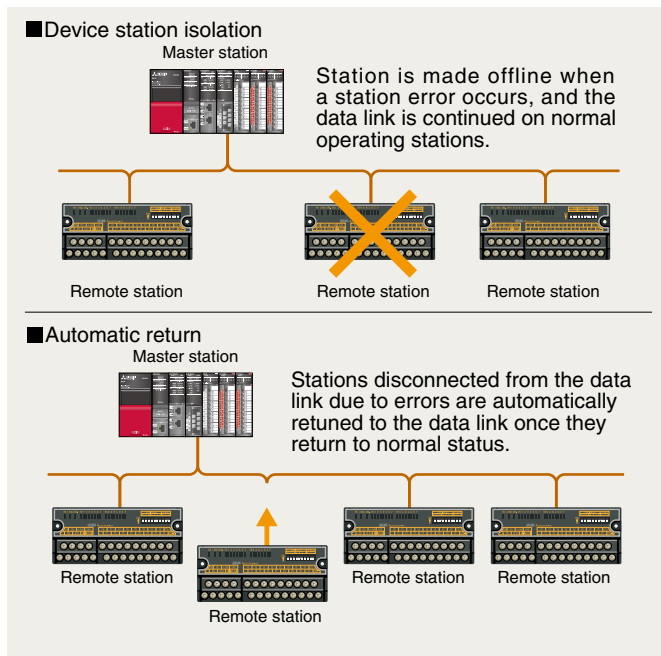 ■Device station isolation
Master station
Station is made offline when
a station error occurs, and the
data link is continued on normal
operating stations.
Remote station
Remote station
Remote station
■Automatic return
Master station
Stations disconnected from the data
link due to errors are automatically
retuned to the data link once they
return to normal status.
Remote station
Remote station
Remote station
Remote station